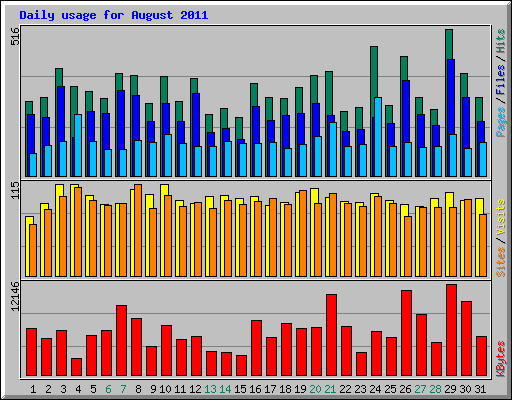 Daily usage for August 2011
516
Pages / Files / Hits
115
Sites / Visits
12146
KBytes
1 2 3 4 5 6 7 8 9 10 11 12 13 14 15 16 17 18 19 20 21 22 23 24 25 26 27 28 29 30 31